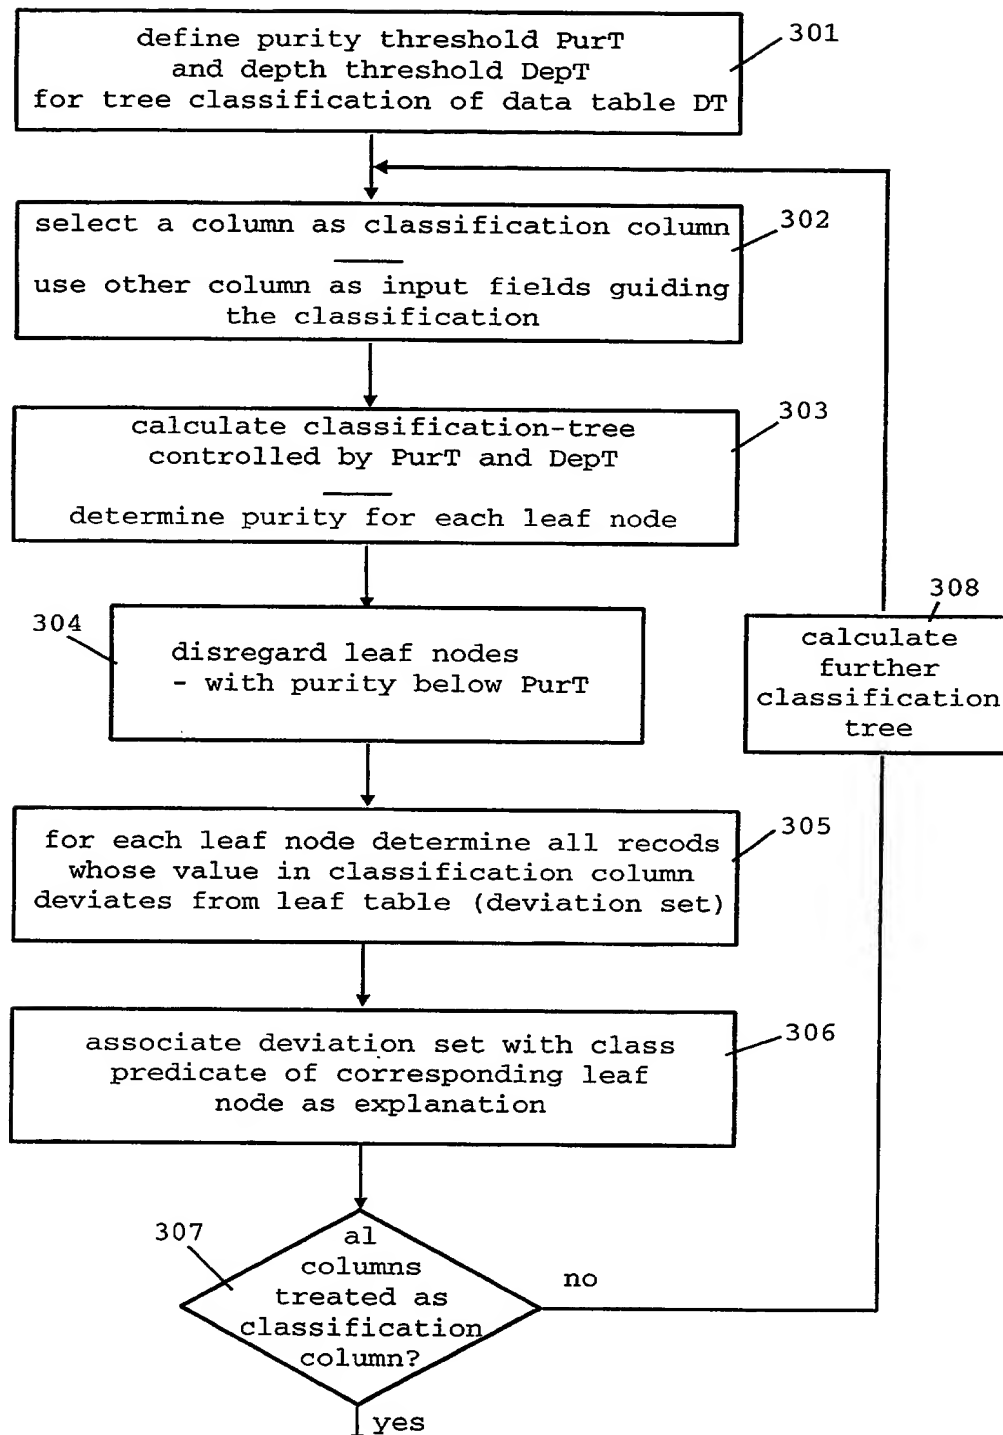 define purity threshold PurT
and depth threshold DepT
for tree classification of data table DT
301
select a column as classification column
use other column as input fields guiding
the classification
302
calculate classification-tree
controlled by PurT and DepT
determine purity for each leaf node
303
304
disregard leaf nodes
- with purity below PurT
308
calculate
further
classification
tree
for each leaf node determine all recods
whose value in classification column
deviates from leaf table (deviation set)
305
associate deviation set with class
predicate of corresponding leaf
node as explanation
306
307
al
columns
treated as
classification
column?
no
yes